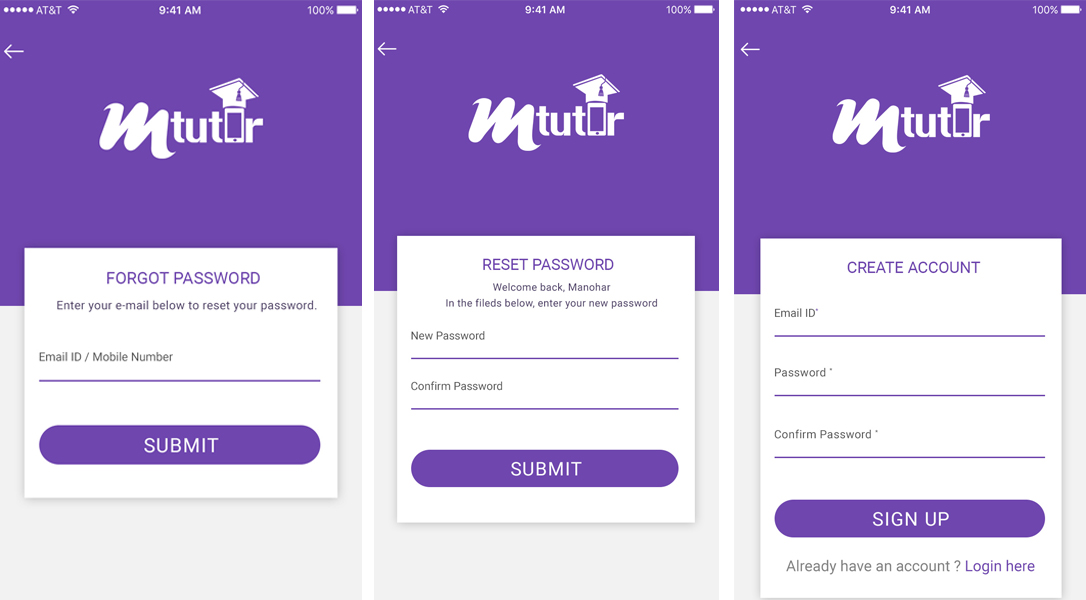 AT&T 9:41 AM 100%
Mtutor
FORGOT PASSWORD
Enter your e-mail below to reset your password.
Email ID / Mobile Number
SUBMIT
AT&T 9:41 AM 100%
Mtutor
RESET PASSWORD
Welcome back, Manohar
In the fileds below, enter your new password
New Password
Confirm Password
SUBMIT
AT&T 9:41 AM 100%
Mtutor
CREATE ACCOUNT
Email ID*
Password *
Confirm Password *
SIGN UP
Already have an account ? Login here